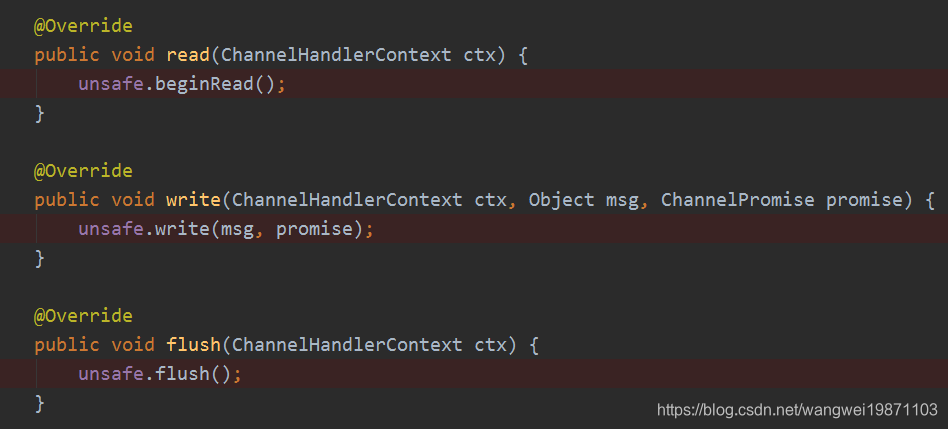 @Override
public void read(ChannelHandlerContext ctx) {
unsafe.beginRead();
}
@Override
public void write(ChannelHandlerContext ctx, Object msg, ChannelPromise promise) {
unsafe.write(msg, promise);
}
@Override
public void flush(ChannelHandlerContext ctx) {
unsafe.flush();
}
https://blog.csdn.net/wangwei19871103